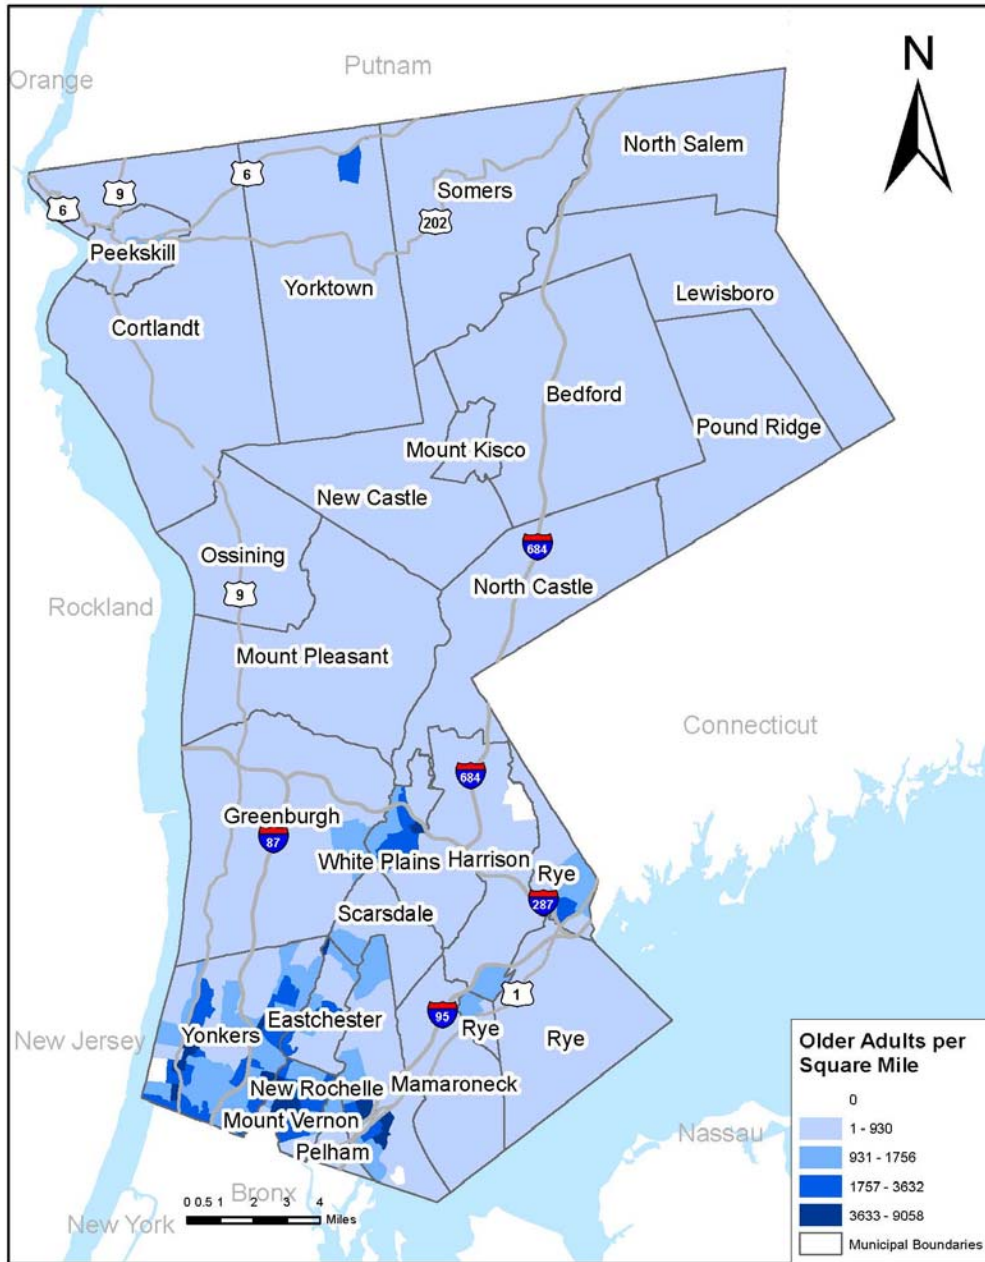 N
Orange
Putnam
North Salem
6
9
6
Somers
202
Peekskill
Yorktown
Lewisboro
Cortlandt
Bedford
Pound Ridge
Mount Kisco
New Castle
684
Ossining
9
North Castle
Rockland
Mount Pleasant
Connecticut
684
Greenburgh
87
White Plains
Harrison
Rye
287
Scarsdale
1
95
Eastchester
Yonkers
Rye
Rye
New Jersey
New Rochelle
Mamaroneck
Mount Vernon
Pelham
Nassau
Bronx
New York
0 0.5 1 2 3 4
Miles
Older Adults per
Square Mile
0
1 - 930
931 - 1756
1757 - 3632
3633 - 9058
Municipal Boundaries